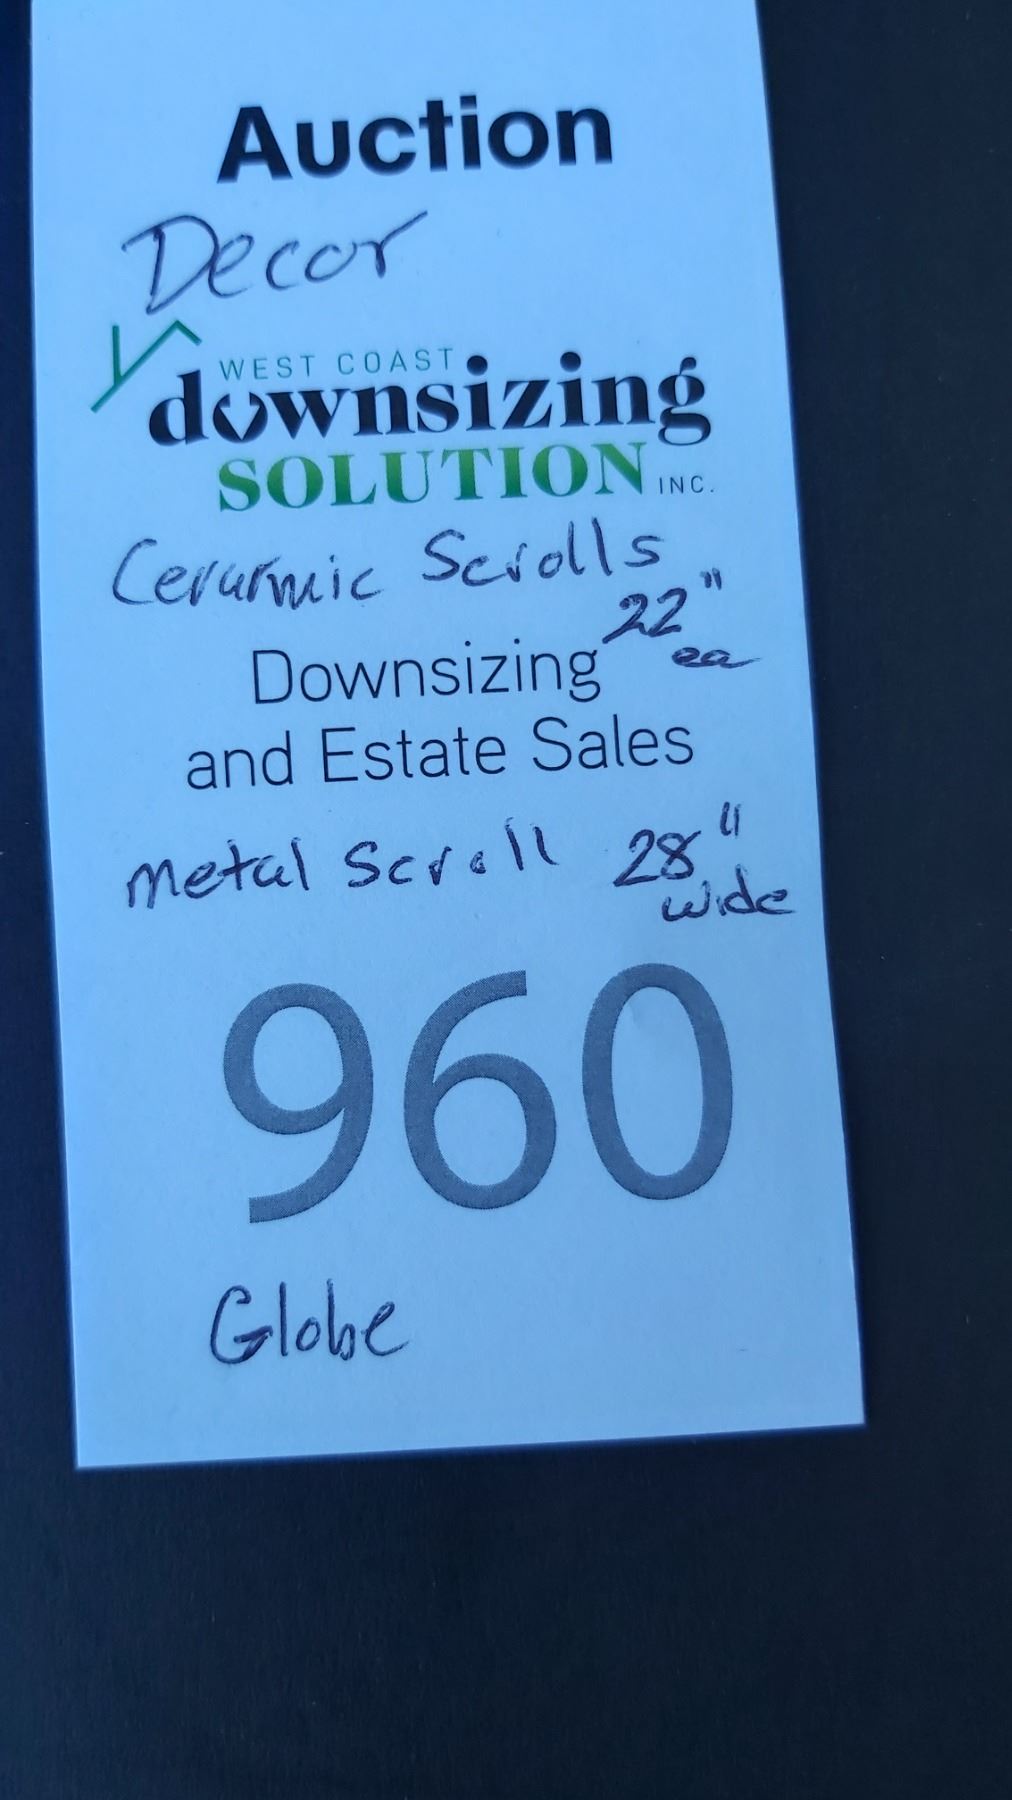 Auction
Decor
WEST COAST
downsizing
SOLUTION INC.
Ceramic Scrolls
22" ea
Downsizing
and Estate Sales
metal Scroll 28"
wide
960
Globe